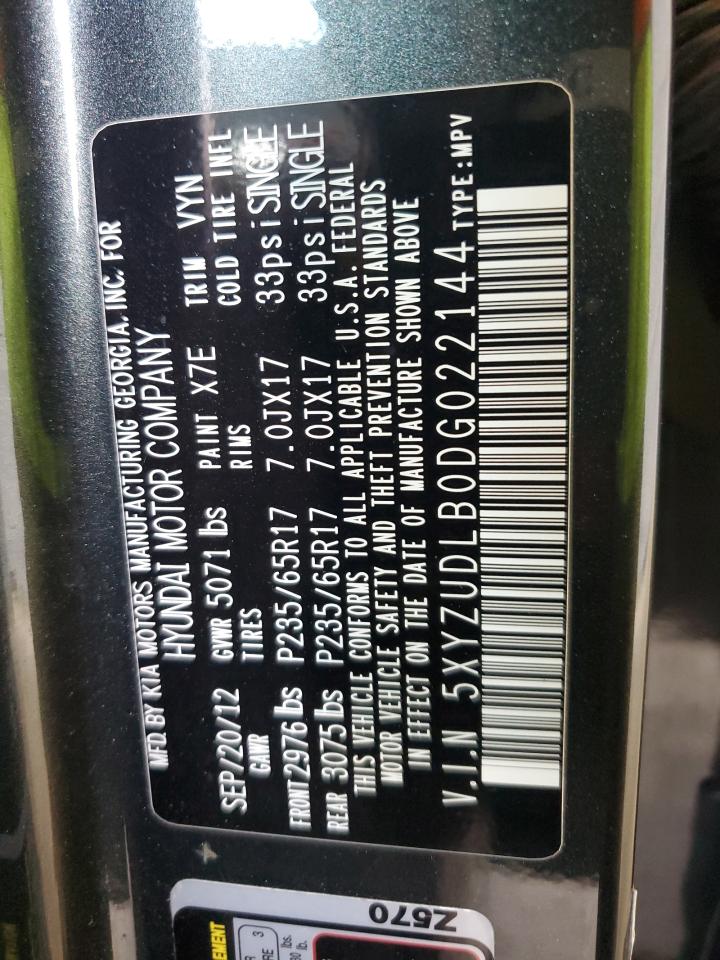 MFD. BY KIA MOTORS MANUFACTURING GEORGIA, INC. FOR
HYUNDAI MOTOR COMPANY
SEP/20/12 GVWR 5071 lbs PAINT X7E TRIM VYN
GAWR TIRES RIMS COLD TIRE INFL
FRONT 2976 lbs P235/65R17 7.0JX17 33psi SINGLE
REAR 3075 lbs P235/65R17 7.0JX17 33psi SINGLE
THIS VEHICLE CONFORMS TO ALL APPLICABLE U.S.A. FEDERAL
MOTOR VEHICLE SAFETY AND THEFT PREVENTION STANDARDS
IN EFFECT ON THE DATE OF MANUFACTURE SHOWN ABOVE
V.I.N 5XYZUDLB0DG022144 TYPE:MPV
Z570
3
lbs.
lb.